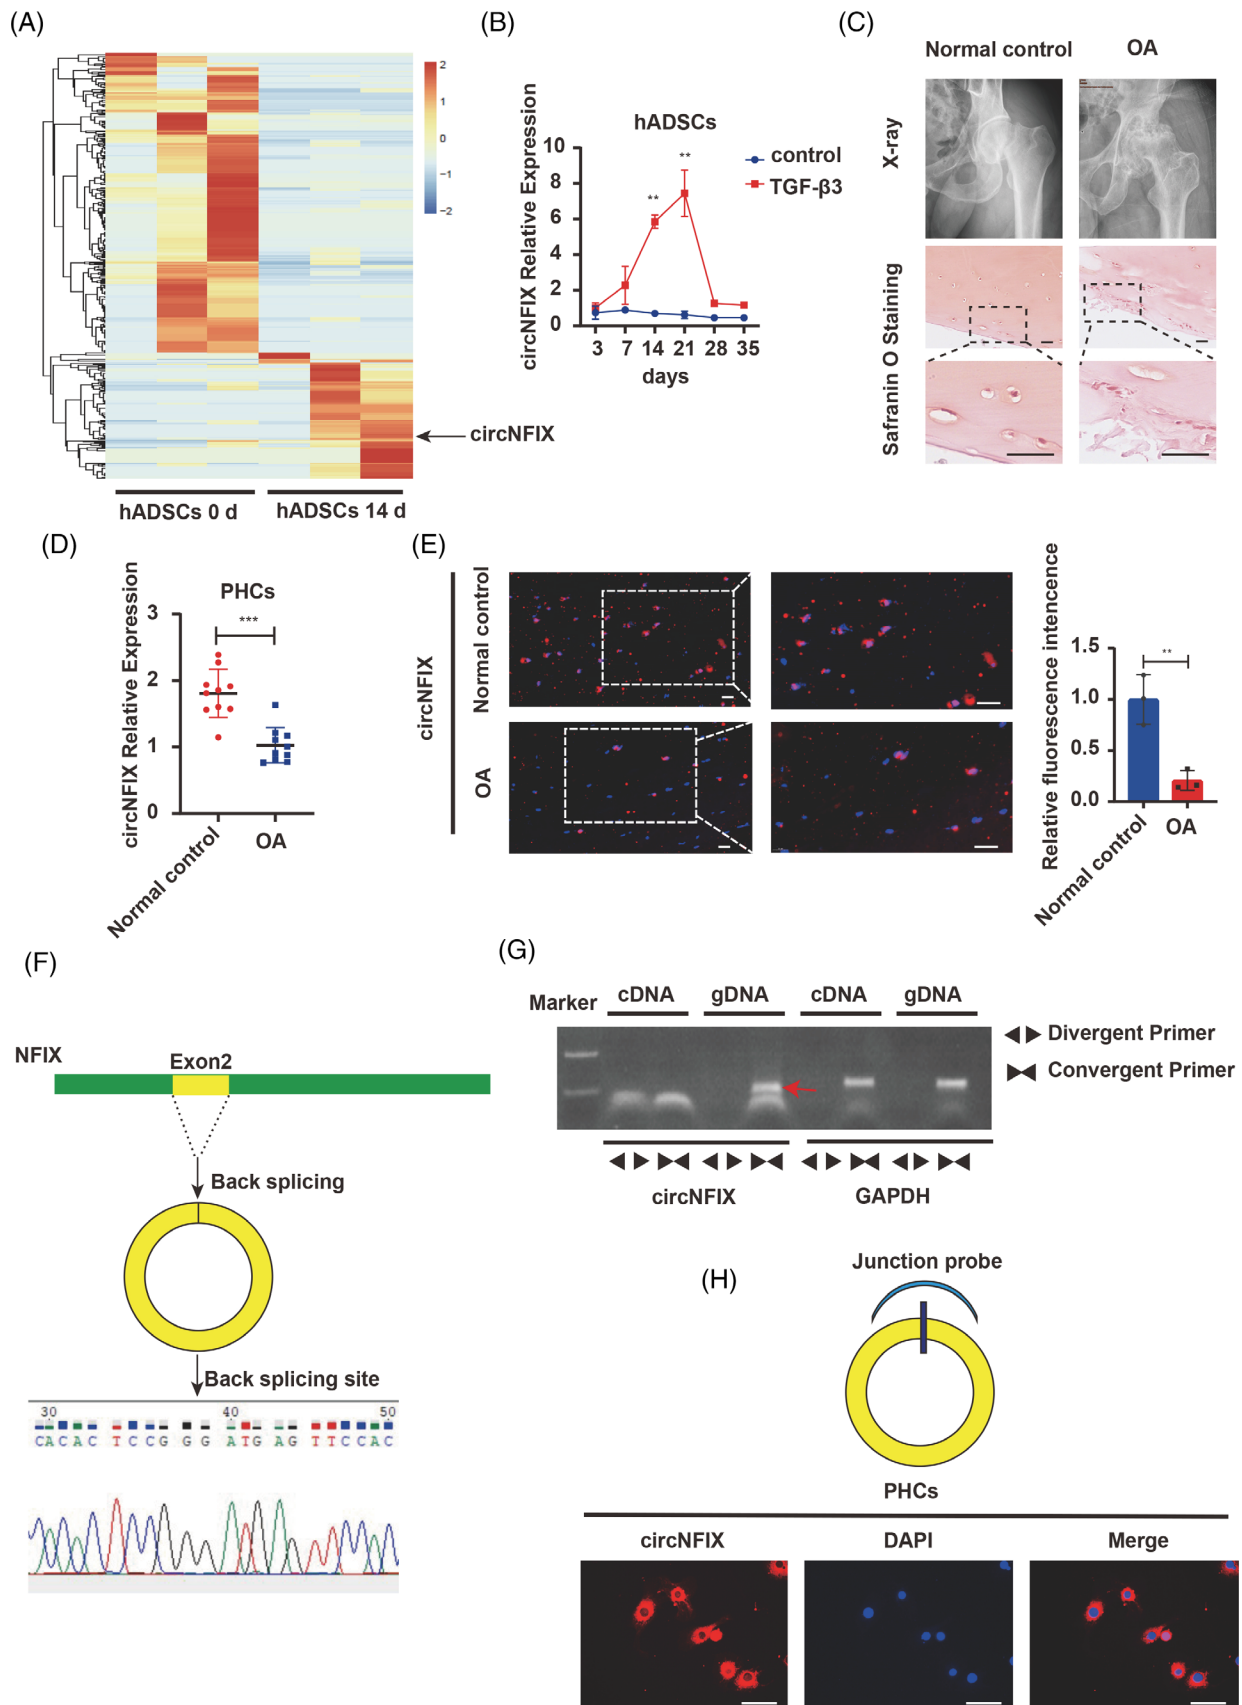 (A)
2
1
0
−1
−2
circNFIX
hADSCs 0 d
hADSCs 14 d
(B)
hADSCs
circNFIX Relative Expression
10
8
6
4
2
0
**
**
control
TGF-β3
3 7 14 21 28 35
days
(C)
Normal control
OA
X-ray
Safranin O Staining
(D)
PHCs
circNFIX Relative Expression
3
2
1
0
***
Normal control
OA
(E)
circNFIX
Normal control
OA
Relative fluorescence intencence
1.5
1.0
0.5
0.0
**
Normal control
OA
(F)
NFIX
Exon2
Back splicing
Back splicing site
30 40 50
CACAC TCCGGG ATGAG TTCCAC
(G)
Marker
cDNA gDNA cDNA gDNA
Divergent Primer
Convergent Primer
circNFIX
GAPDH
(H)
Junction probe
PHCs
circNFIX
DAPI
Merge